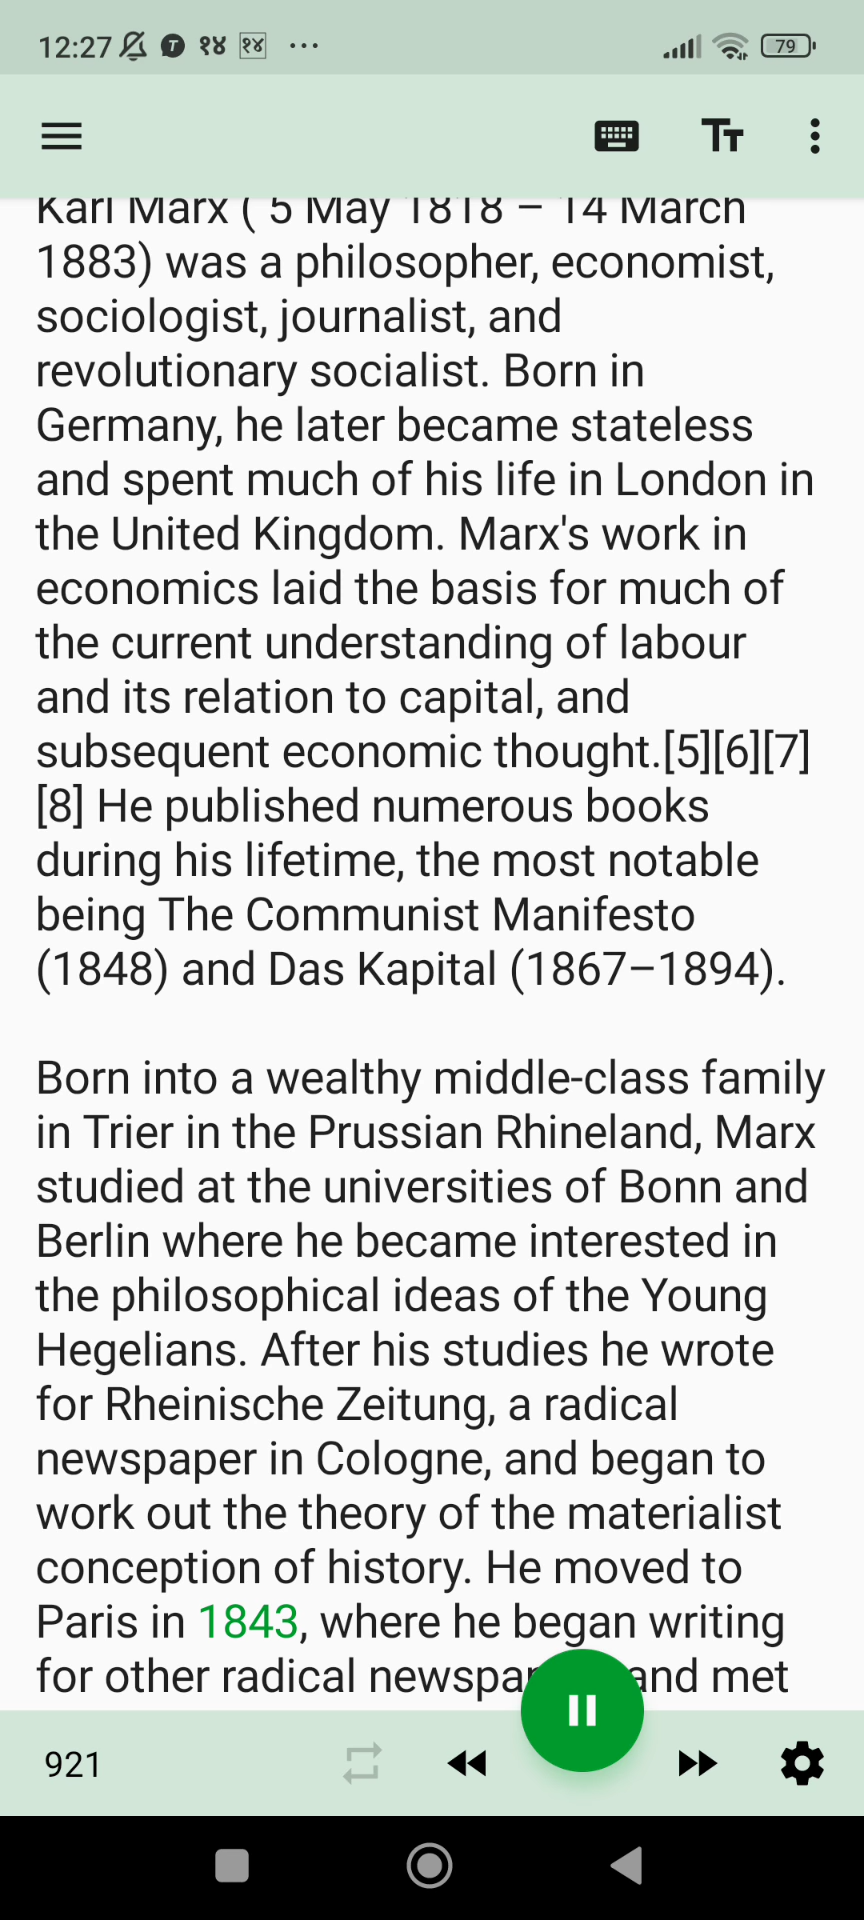 12:27 T १४ १४ ... 79
TT
Karl Marx ( 5 May 1818 – 14 March
1883) was a philosopher, economist,
sociologist, journalist, and
revolutionary socialist. Born in
Germany, he later became stateless
and spent much of his life in London in
the United Kingdom. Marx's work in
economics laid the basis for much of
the current understanding of labour
and its relation to capital, and
subsequent economic thought.[5][6][7]
[8] He published numerous books
during his lifetime, the most notable
being The Communist Manifesto
(1848) and Das Kapital (1867–1894).
Born into a wealthy middle-class family
in Trier in the Prussian Rhineland, Marx
studied at the universities of Bonn and
Berlin where he became interested in
the philosophical ideas of the Young
Hegelians. After his studies he wrote
for Rheinische Zeitung, a radical
newspaper in Cologne, and began to
work out the theory of the materialist
conception of history. He moved to
Paris in 1843, where he began writing
for other radical and met
921